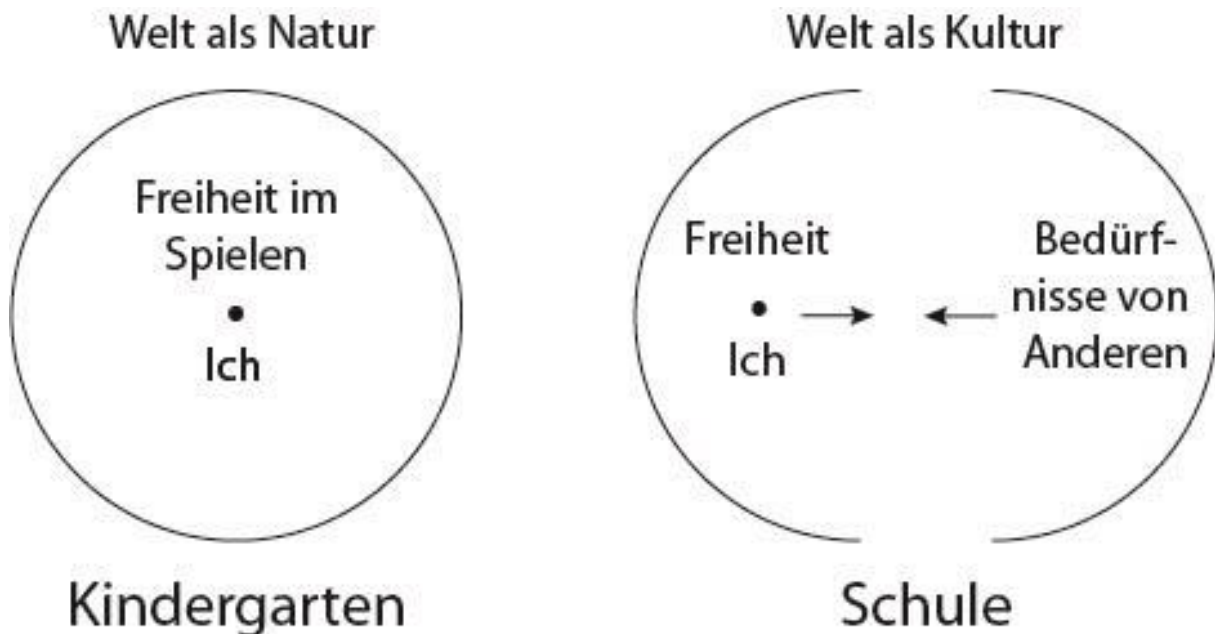 Welt als Natur
Freiheit im
Spielen
Ich
Kindergarten
Welt als Kultur
Freiheit
Ich
Bedürf-
nisse von
Anderen
Schule